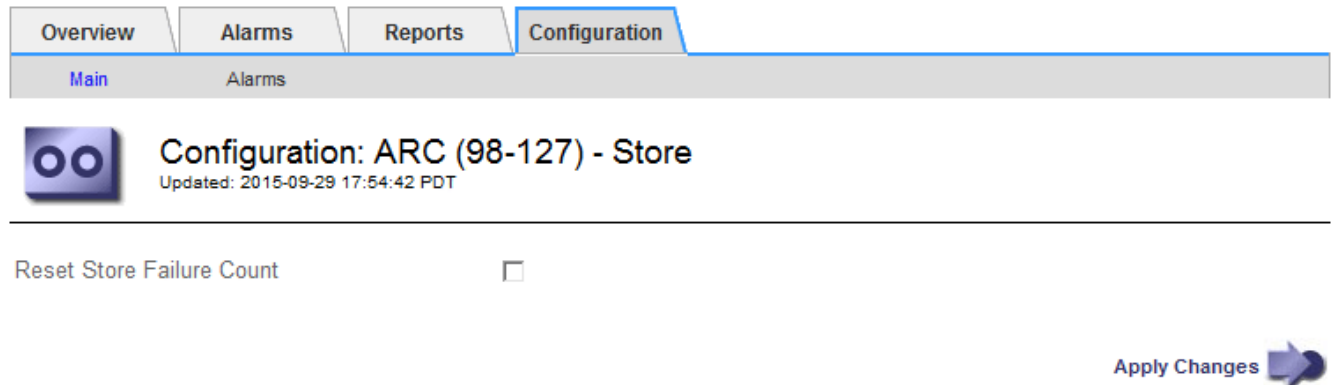 Overview Alarms Reports Configuration
Main Alarms
Configuration: ARC (98-127) - Store
Updated: 2015-09-29 17:54:42 PDT
Reset Store Failure Count
Apply Changes